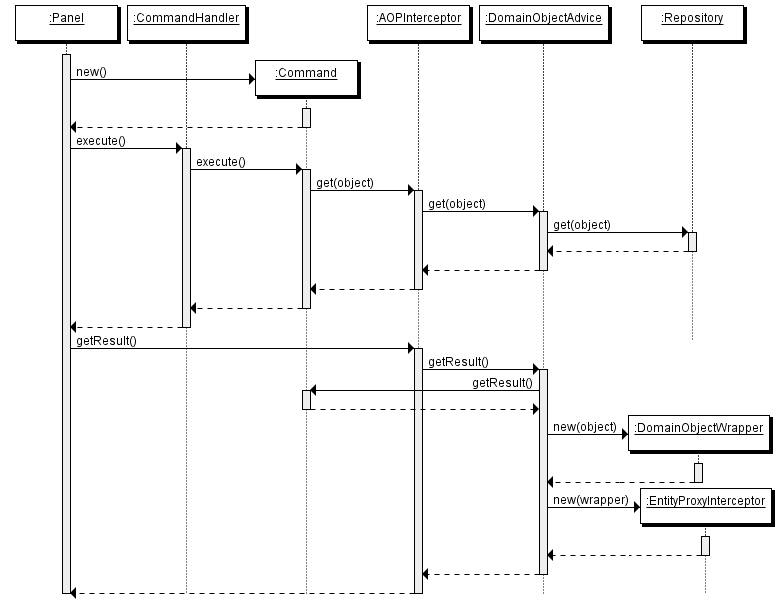 :Panel
:CommandHandler
:AOPInterceptor
:DomainObjectAdvice
:Repository
new()
:Command
execute()
execute()
get(object)
get(object)
get(object)
getResult()
getResult()
getResult()
new(object)
:DomainObjectWrapper
new(wrapper)
:EntityProxyInterceptor